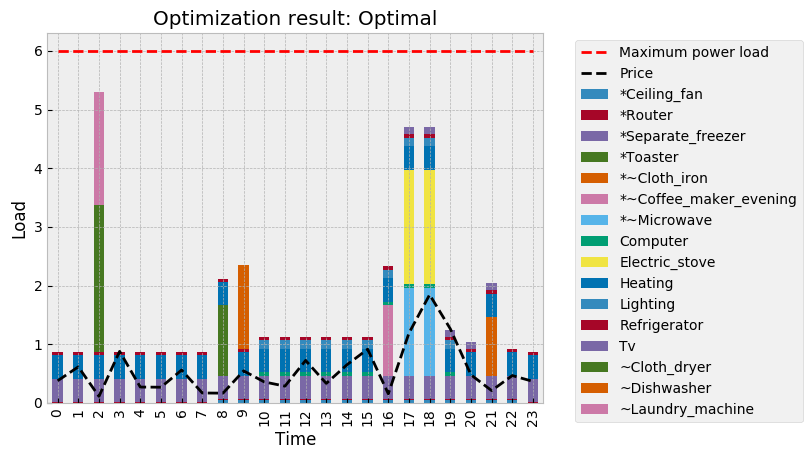 Optimization result: Optimal
6
5
4
3
2
1
0
Load
0 1 2 3 4 5 6 7 8 9 10 11 12 13 14 15 16 17 18 19 20 21 22 23
Time
Maximum power load
Price
*Ceiling_fan
*Router
*Separate_freezer
*Toaster
*~Cloth_iron
*~Coffee_maker_evening
*~Microwave
Computer
Electric_stove
Heating
Lighting
Refrigerator
Tv
~Cloth_dryer
~Dishwasher
~Laundry_machine